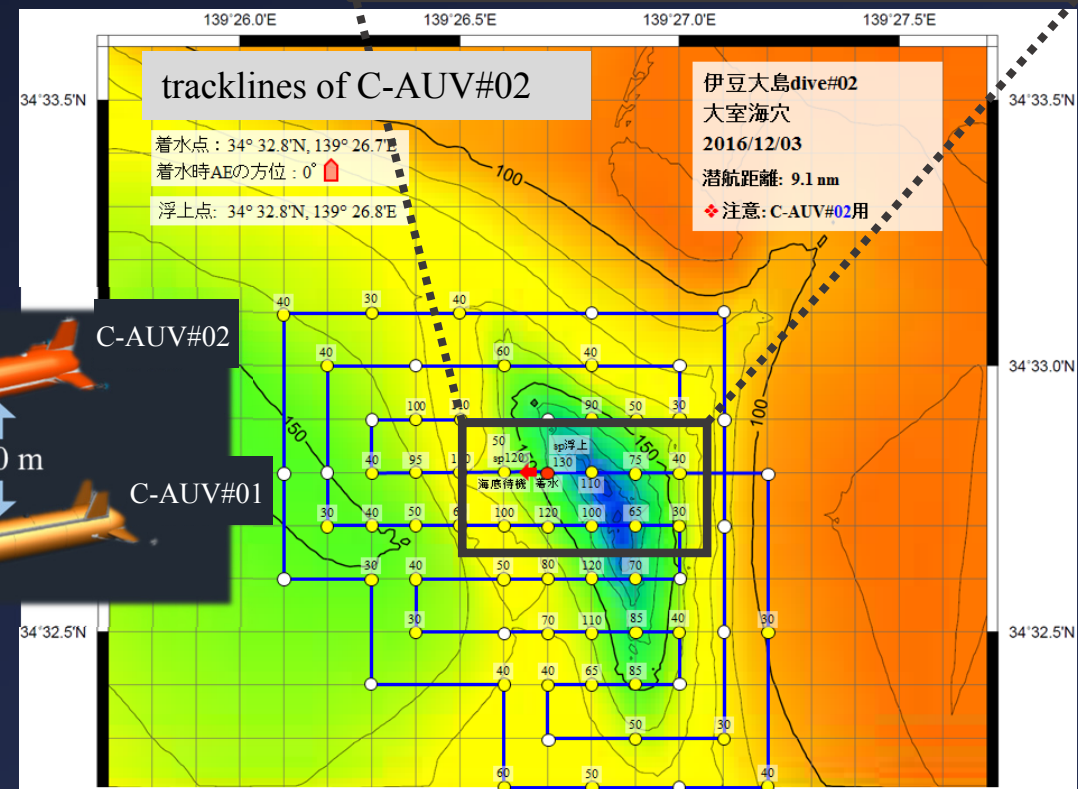 139°26.0'E 139°26.5'E 139°27.0'E 139°27.5'E
34°33.5'N 34°33.5'N
tracklines of C-AUV#02
着水点 : 34° 32.8'N, 139° 26.7'E
着水時AEの方位 : 0°
浮上点: 34° 32.8'N, 139° 26.8'E
伊豆大島dive#02
大室海穴
2016/12/03
潜航距離: 9.1 nm
❖注意: C-AUV#02用
100
40 30 40
C-AUV#02
40 60 40
34°33.0'N
100
100 90 50 30
150 150
50 sp浮上
40 95 sp120 130 75 40
海底待機 着水 110
0 m
C-AUV#01
30 40 50 100 120 100 65 30
30 40 50 80 120 70
34°32.5'N 34°32.5'N
30 70 110 85 40 30
40 40 65 85
50 30
60 50 40